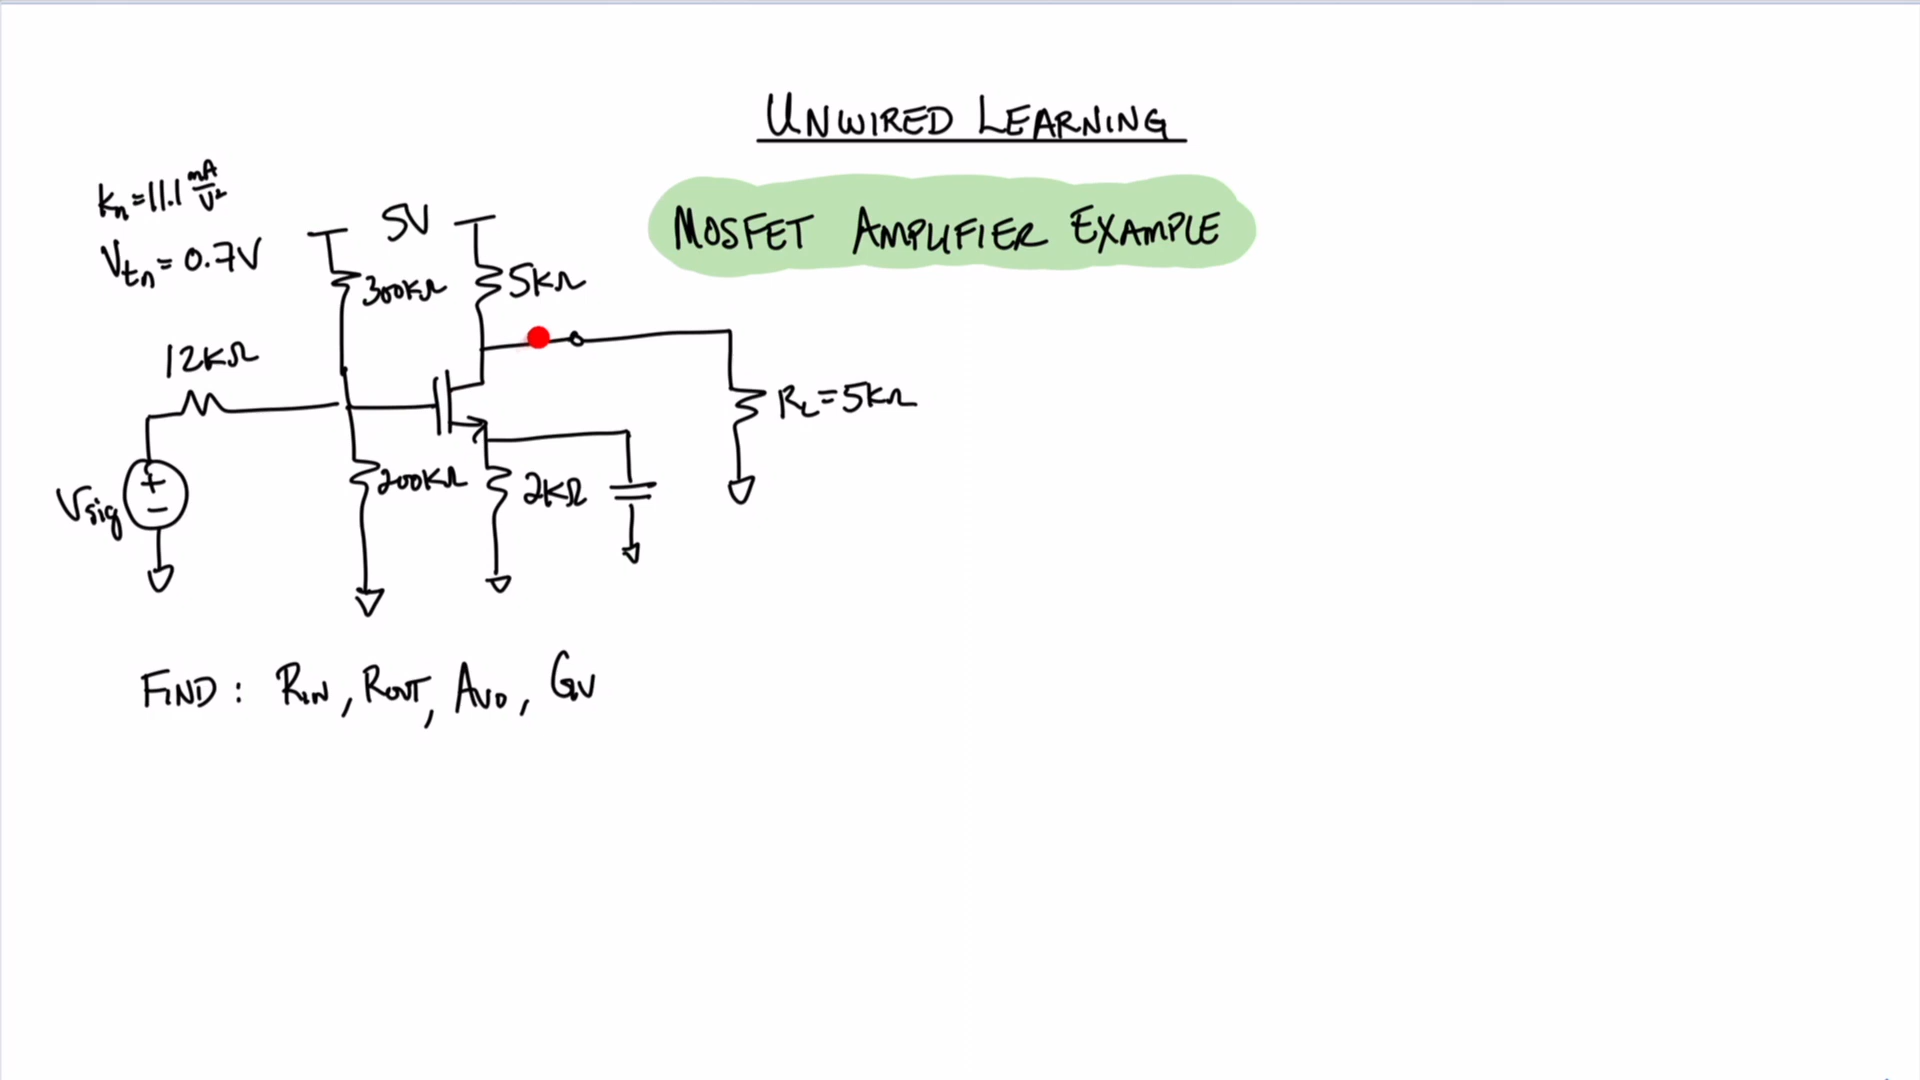 UNWIRED LEARNING
MOSFET AMPLIFIER EXAMPLE
kn=11.1 mA/V²
Vtn=0.7V
5V
300kΩ
5kΩ
12kΩ
RL=5kΩ
Vsig
+
−
200kΩ
2kΩ
FIND: RIN, ROUT, AVO, GV